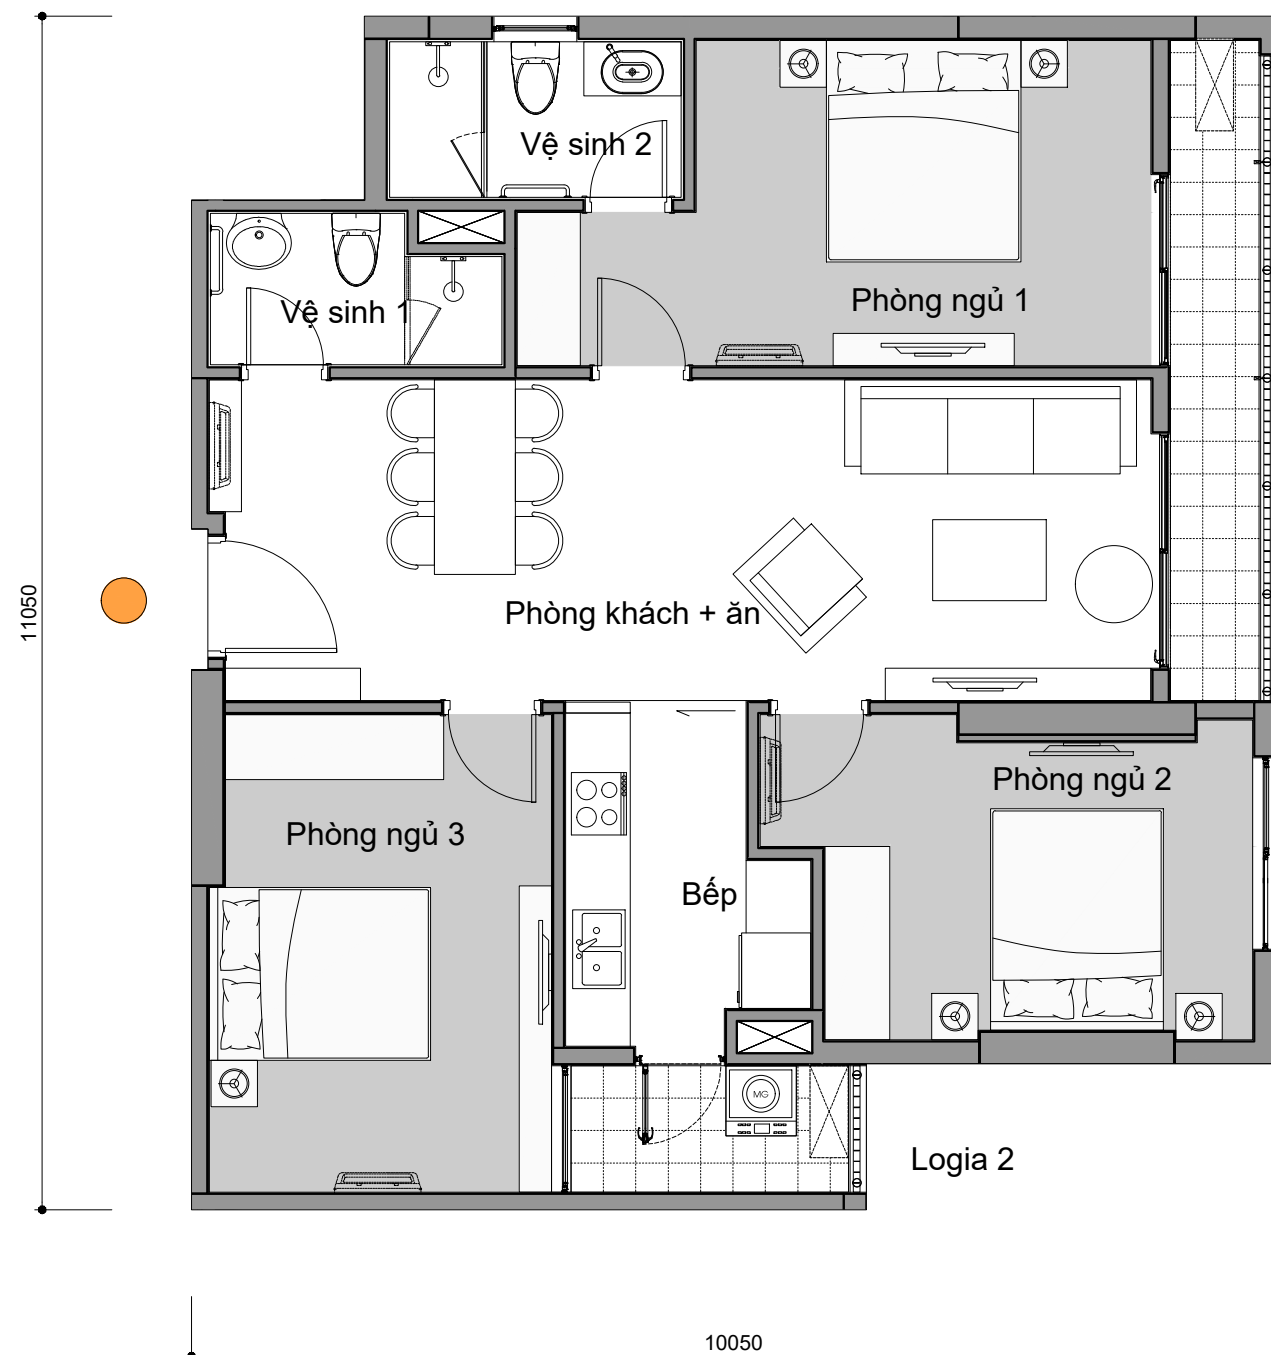 Vệ sinh 2
Vệ sinh 1
Phòng ngủ 1
11050
Phòng khách + ăn
Phòng ngủ 2
Phòng ngủ 3
Bếp
MG
Logia 2
10050